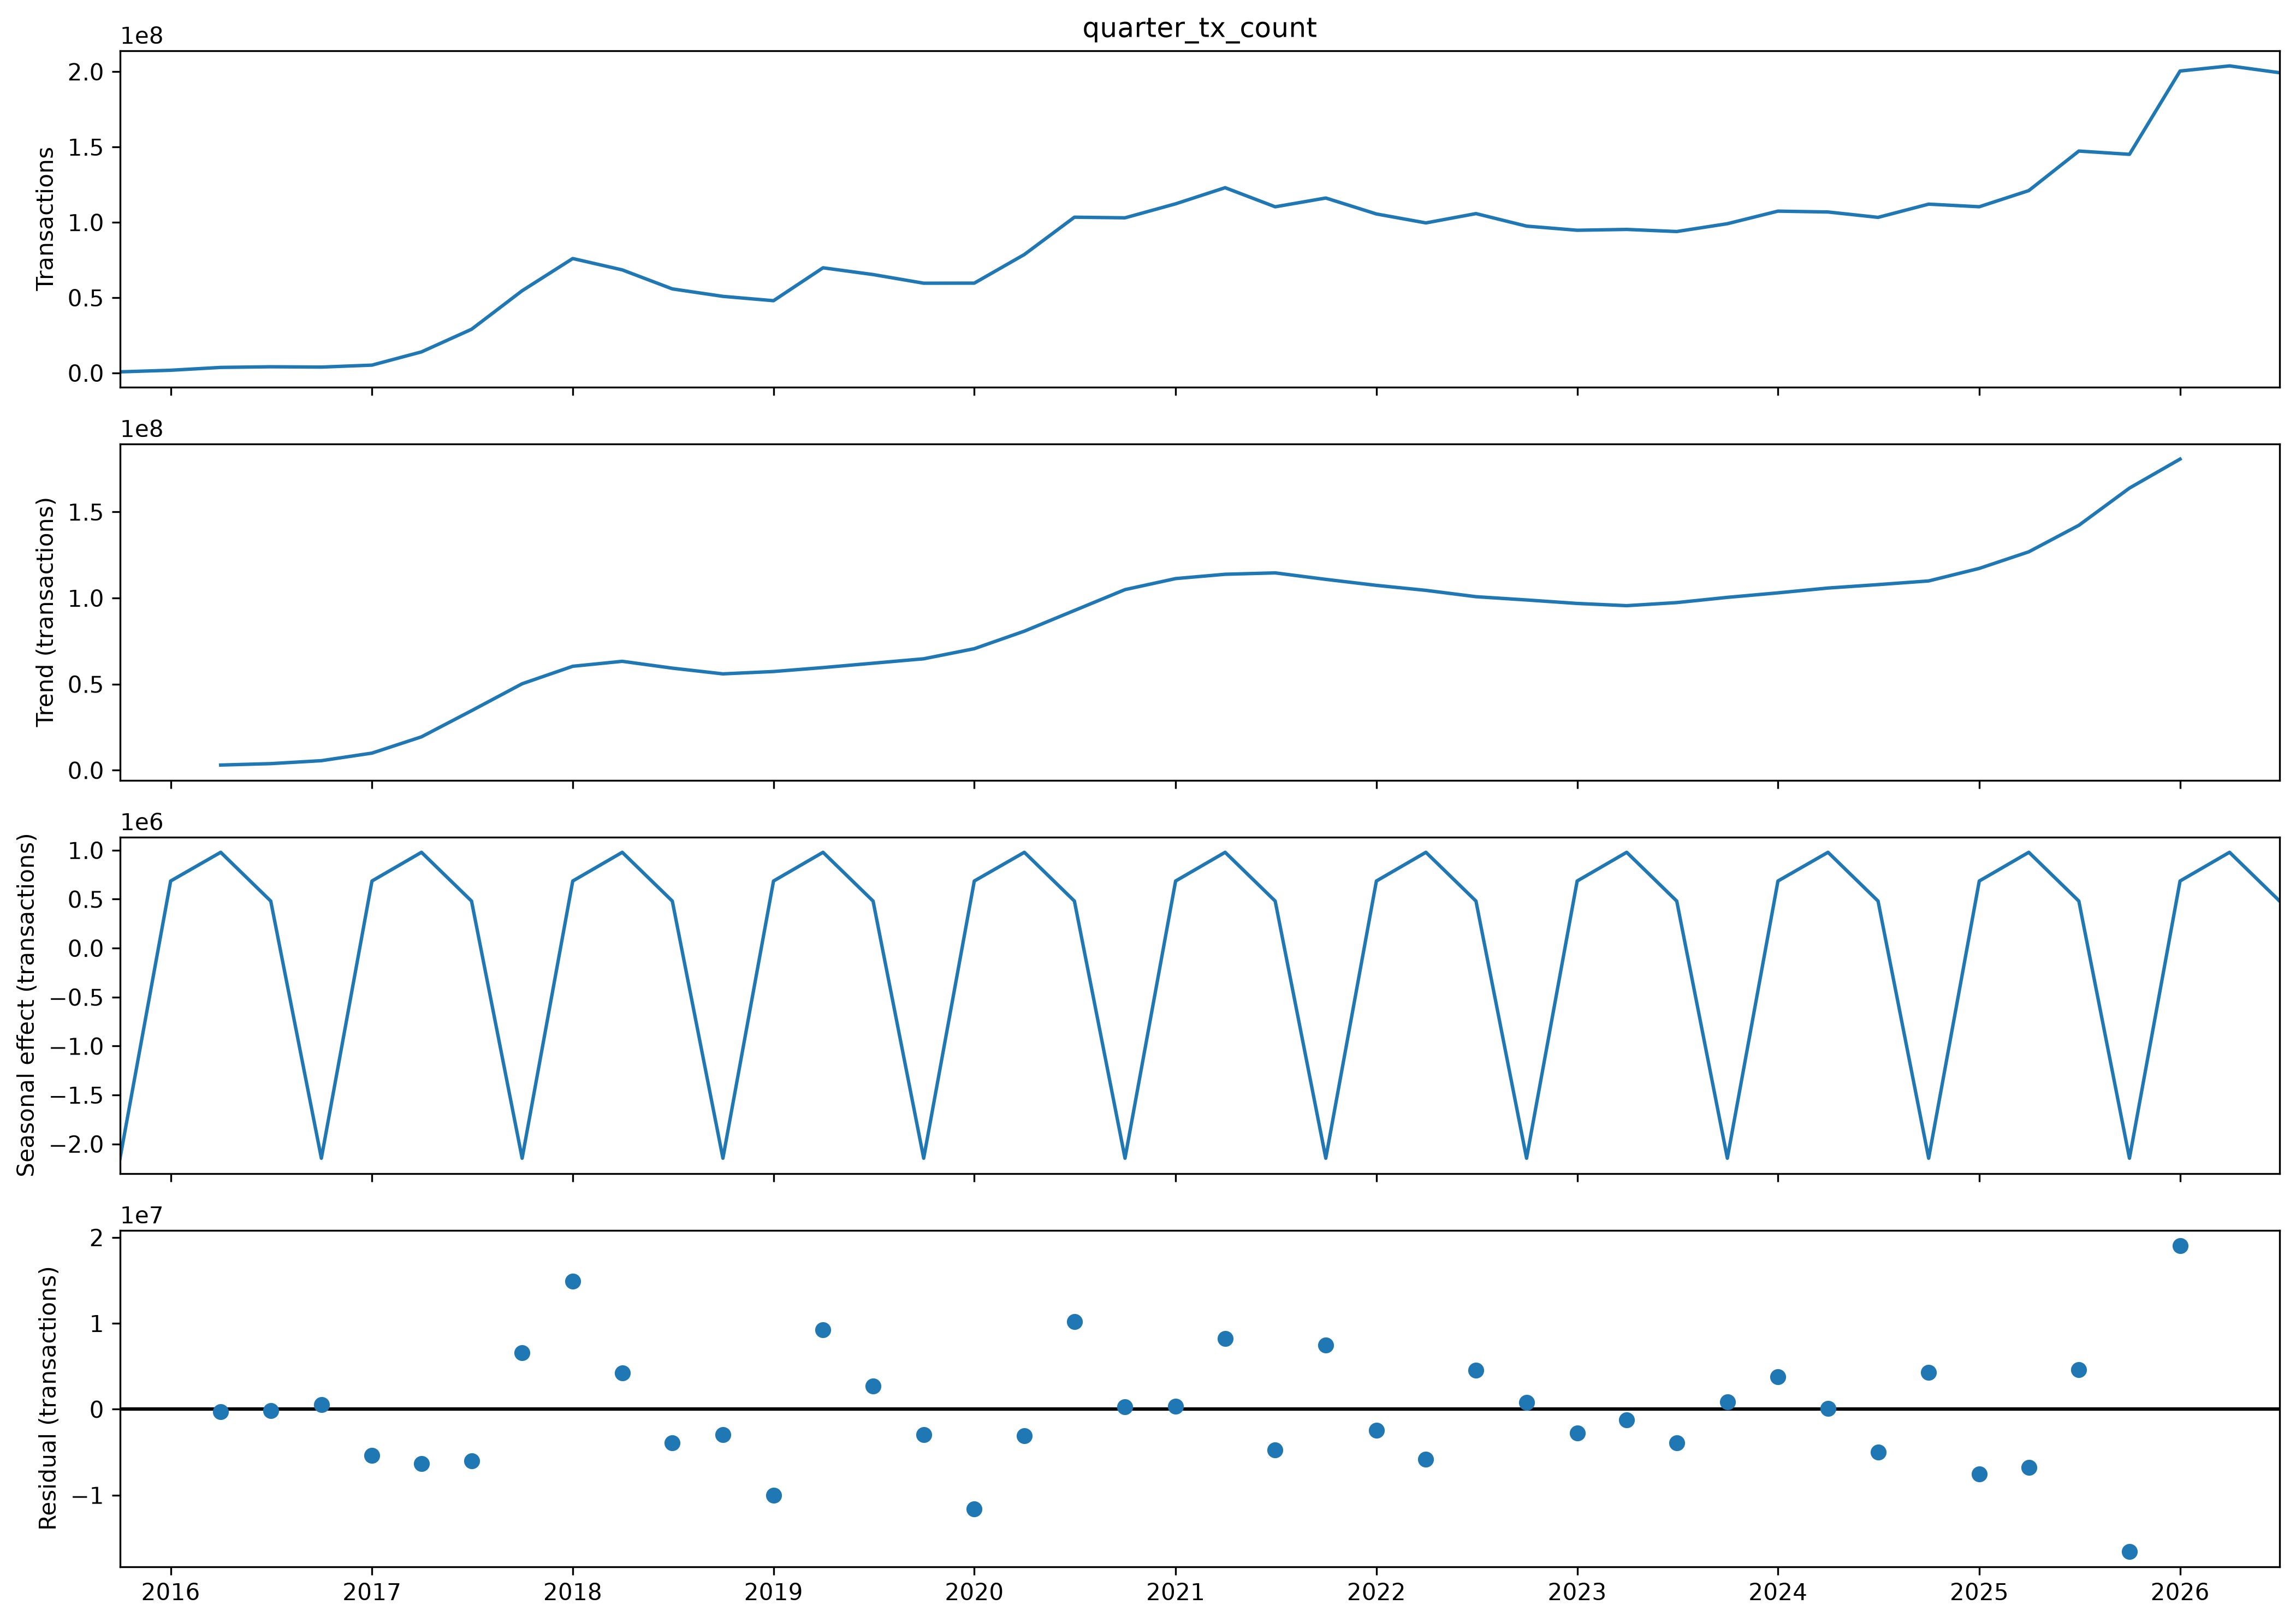 quarter_tx_count
1e8
2.0
1.5
1.0
0.5
0.0
Transactions
1e8
1.5
1.0
0.5
0.0
Trend (transactions)
1e6
1.0
0.5
0.0
−0.5
−1.0
−1.5
−2.0
Seasonal effect (transactions)
1e7
2
1
0
−1
Residual (transactions)
2016 2017 2018 2019 2020 2021 2022 2023 2024 2025 2026